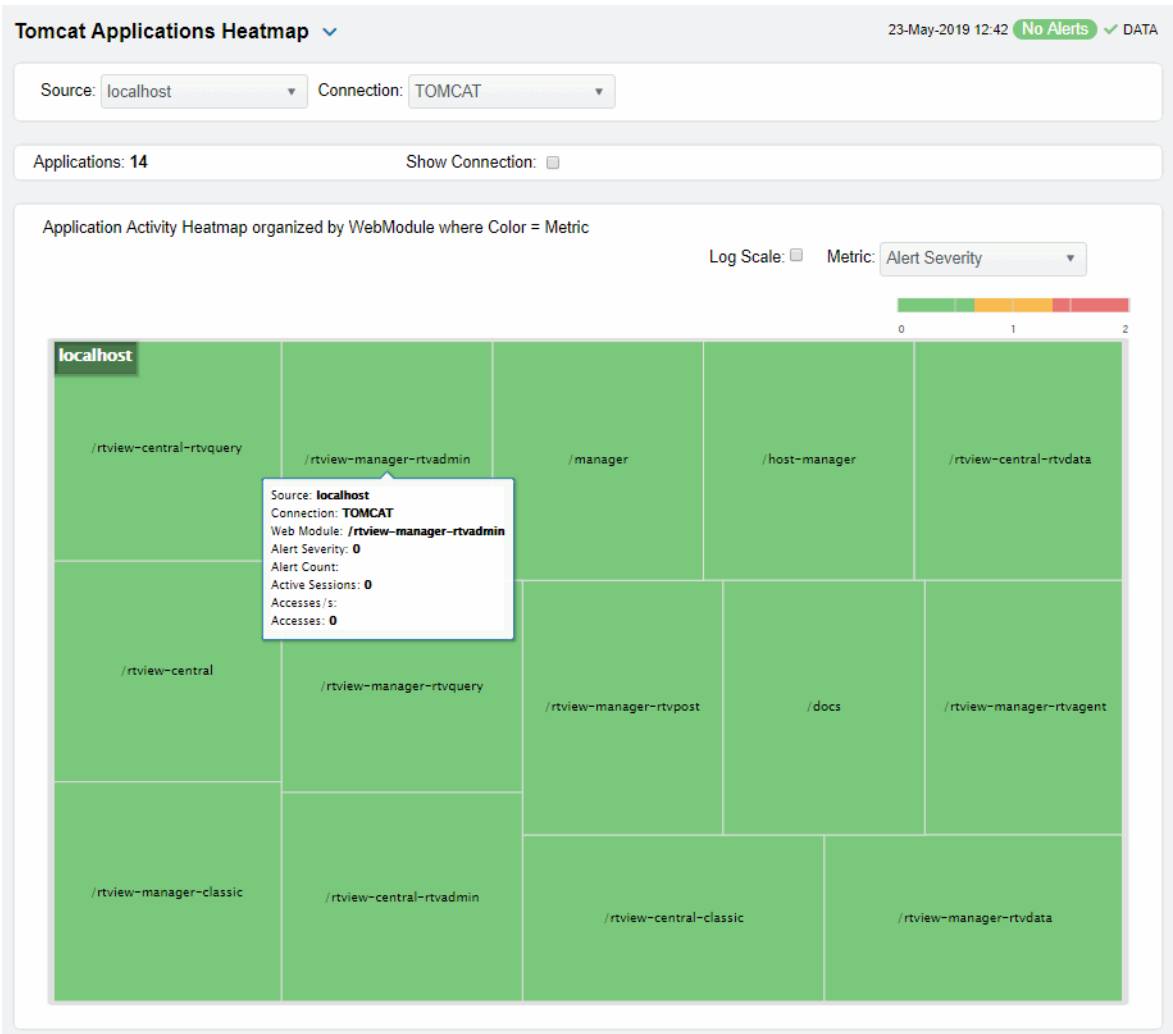 Tomcat Applications Heatmap
23-May-2019 12:42 No Alerts DATA
Source: localhost Connection: TOMCAT
Applications: 14 Show Connection:
Application Activity Heatmap organized by WebModule where Color = Metric
Log Scale: Metric: Alert Severity
0 1 2
localhost
/rtview-central-rtvquery
/rtview-manager-rtvadmin
/manager
/host-manager
/rtview-central-rtvdata
Source: localhost
Connection: TOMCAT
Web Module: /rtview-manager-rtvadmin
Alert Severity: 0
Alert Count:
Active Sessions: 0
Accesses/s:
Accesses: 0
/rtview-central
/rtview-manager-rtvquery
/rtview-manager-rtvpost
/docs
/rtview-manager-rtvagent
/rtview-manager-classic
/rtview-central-rtvadmin
/rtview-central-classic
/rtview-manager-rtvdata